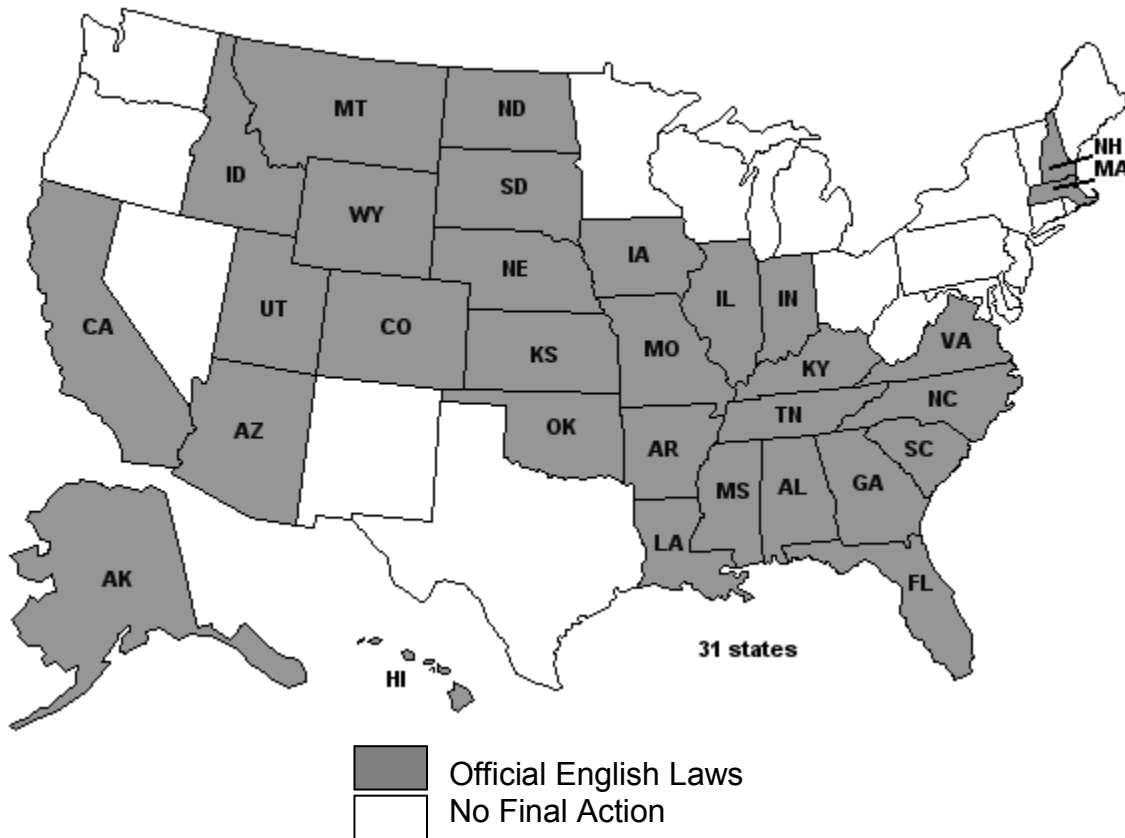 MT
ND
NH
MA
ID
SD
WY
NE
IA
UT
CO
IL
IN
CA
KS
MO
KY
VA
AZ
OK
TN
NC
AR
SC
MS
AL
GA
LA
AK
FL
31 states
HI
Official English Laws
No Final Action